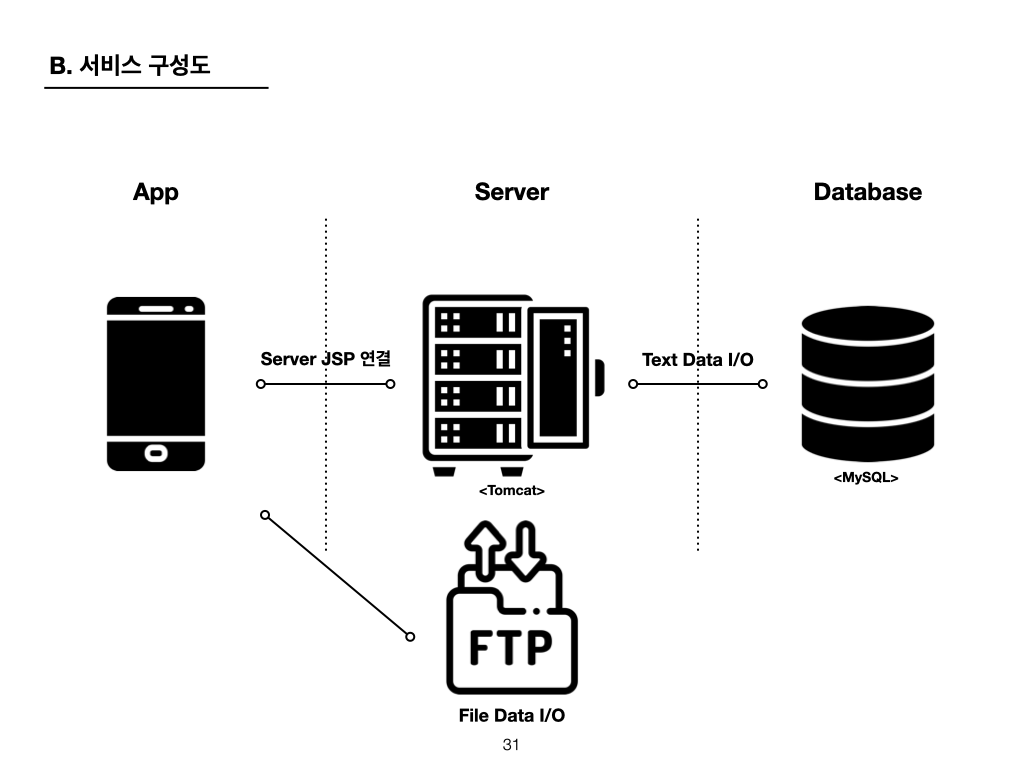 B. 서비스 구성도
App
Server
Database
Server JSP 연결
Text Data I/O
<Tomcat>
<MySQL>
FTP
File Data I/O
31